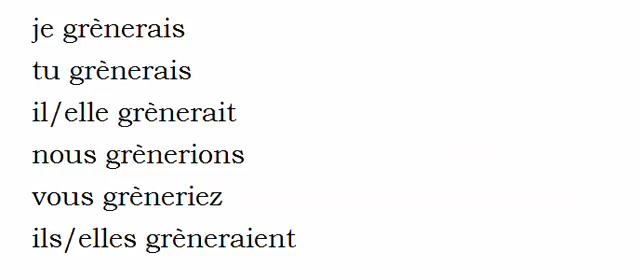 je grènerais
tu grènerais
il/elle grènerait
nous grènerions
vous grèneriez
ils/elles grèneraient